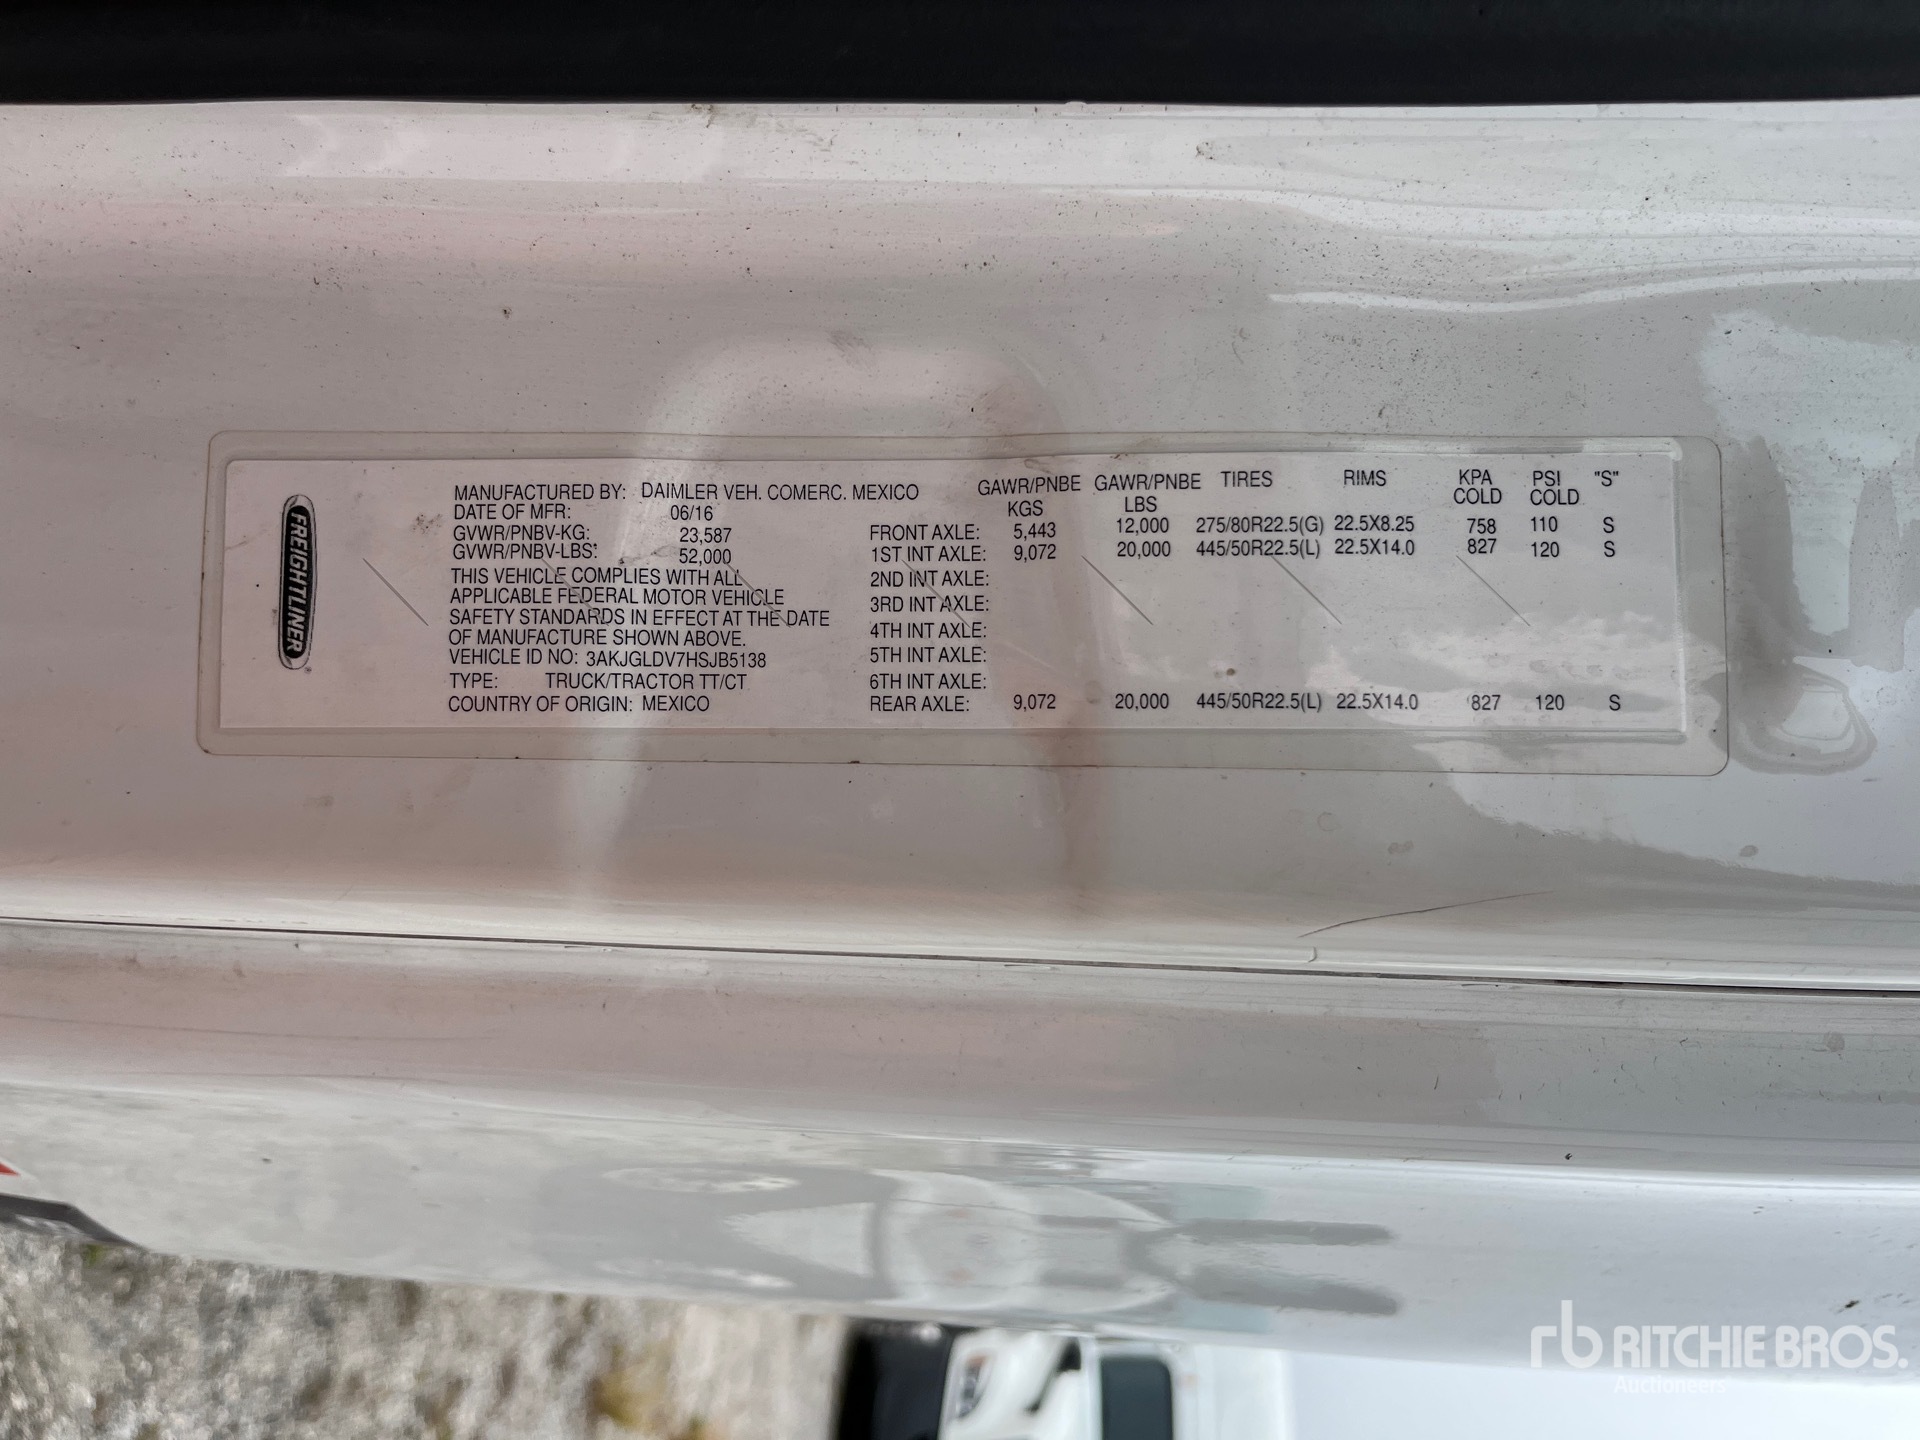 FREIGHTLINER
MANUFACTURED BY: DAIMLER VEH. COMERC. MEXICO
DATE OF MFR: 06/16
GVWR/PNBV-KG: 23,587
GVWR/PNBV-LBS: 52,000
THIS VEHICLE COMPLIES WITH ALL
APPLICABLE FEDERAL MOTOR VEHICLE
SAFETY STANDARDS IN EFFECT AT THE DATE
OF MANUFACTURE SHOWN ABOVE.
VEHICLE ID NO: 3AKJGLDV7HSJB5138
TYPE: TRUCK/TRACTOR TT/CT
COUNTRY OF ORIGIN: MEXICO
GAWR/PNBE GAWR/PNBE TIRES RIMS KPA PSI "S"
KGS LBS COLD COLD
FRONT AXLE: 5,443 12,000 275/80R22.5(G) 22.5X8.25 758 110 S
1ST INT AXLE: 9,072 20,000 445/50R22.5(L) 22.5X14.0 827 120 S
2ND INT AXLE:
3RD INT AXLE:
4TH INT AXLE:
5TH INT AXLE:
6TH INT AXLE:
REAR AXLE: 9,072 20,000 445/50R22.5(L) 22.5X14.0 827 120 S
rb RITCHIE BROS.
Auctioneers